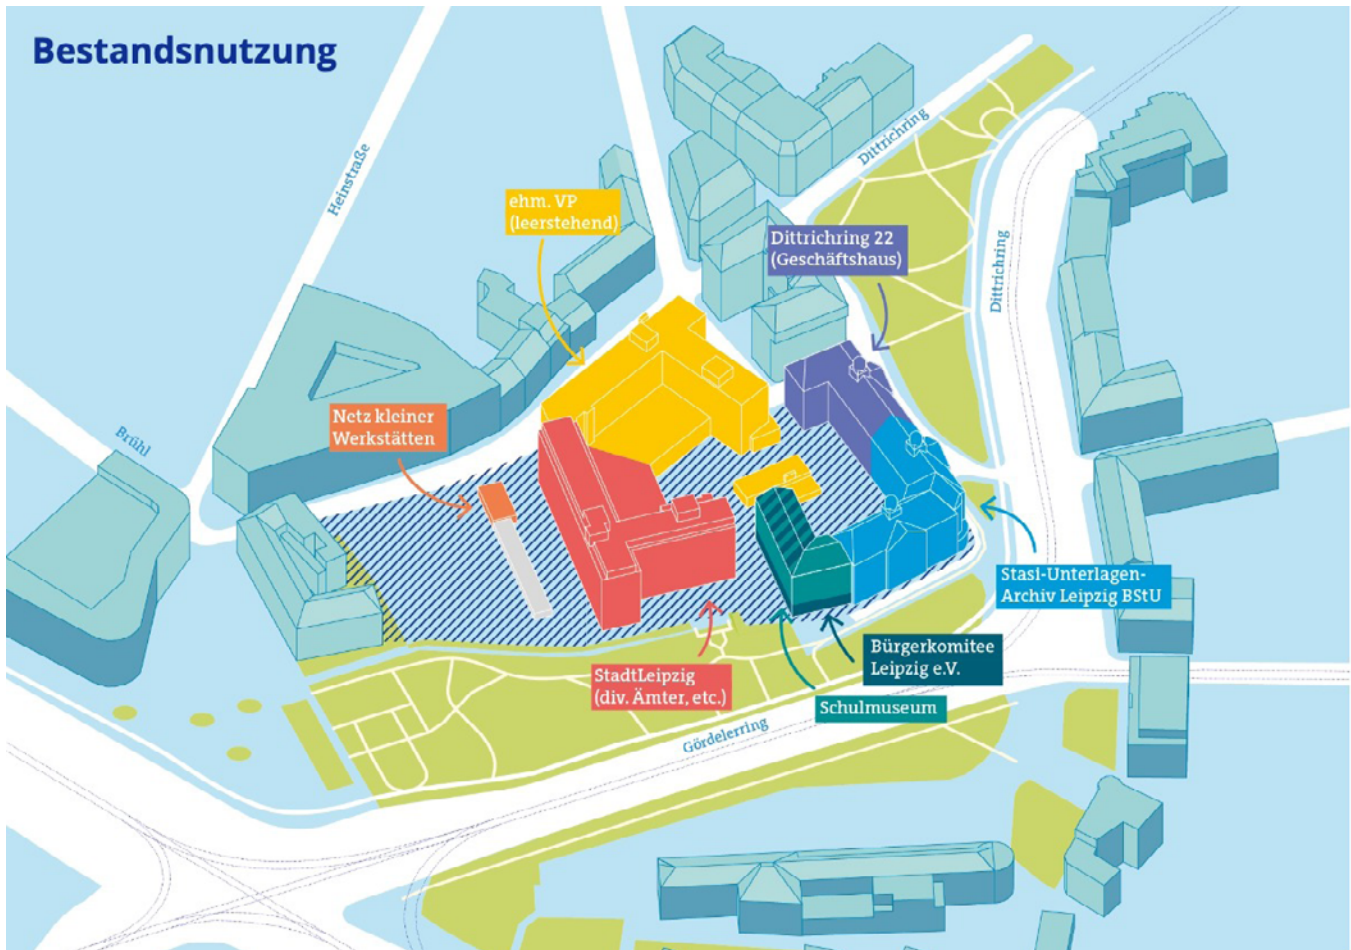 Bestandsnutzung
Heinstraße
Dittrichring
ehm. VP
(leerstehend)
Dittrichring 22
(Geschäftshaus)
Dittrichring
Netz kleiner
Werkstätten
Brühl
Stasi-Unterlagen-
Archiv Leipzig BStU
Bürgerkomitee
Leipzig e.V.
StadtLeipzig
(div. Ämter, etc.)
Schulmuseum
Gördelerring